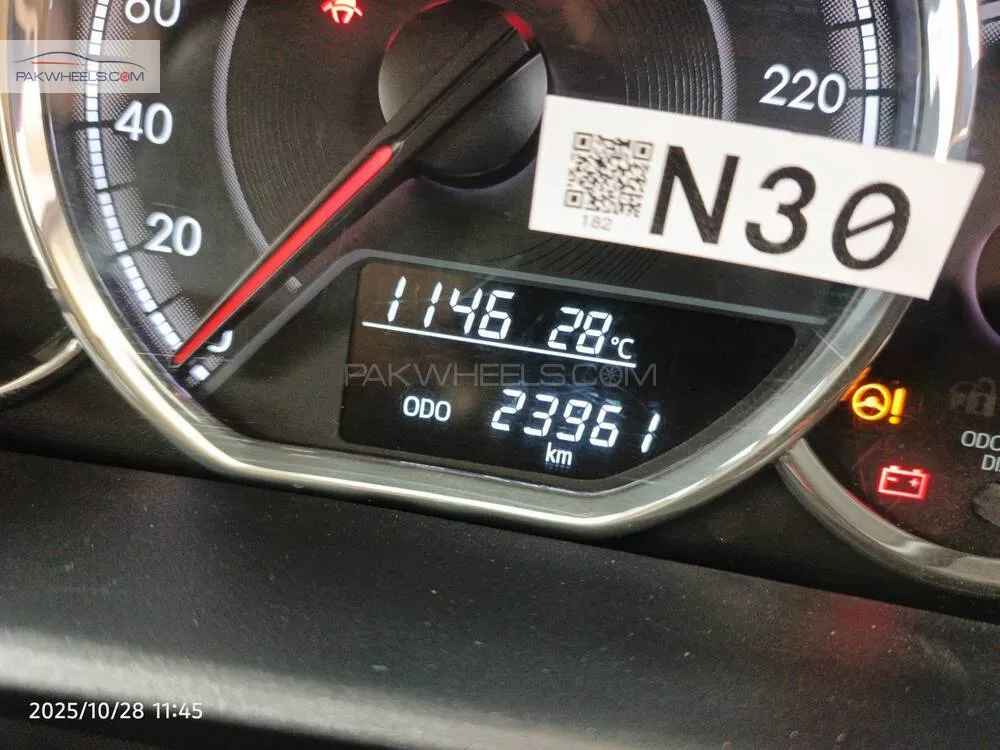 60
PAKWHEELS.COM
40
20
220
182
N30
1146 28°C
PAKWHEELS.COM
ODO 23961
km
ODO
2025/10/28 11:45